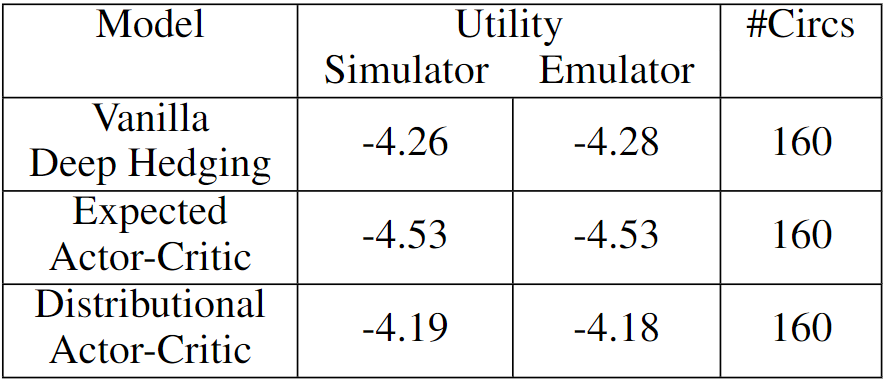 Model Utility #Circs
Simulator Emulator
Vanilla
Deep Hedging -4.26 -4.28 160
Expected
Actor-Critic -4.53 -4.53 160
Distributional
Actor-Critic -4.19 -4.18 160